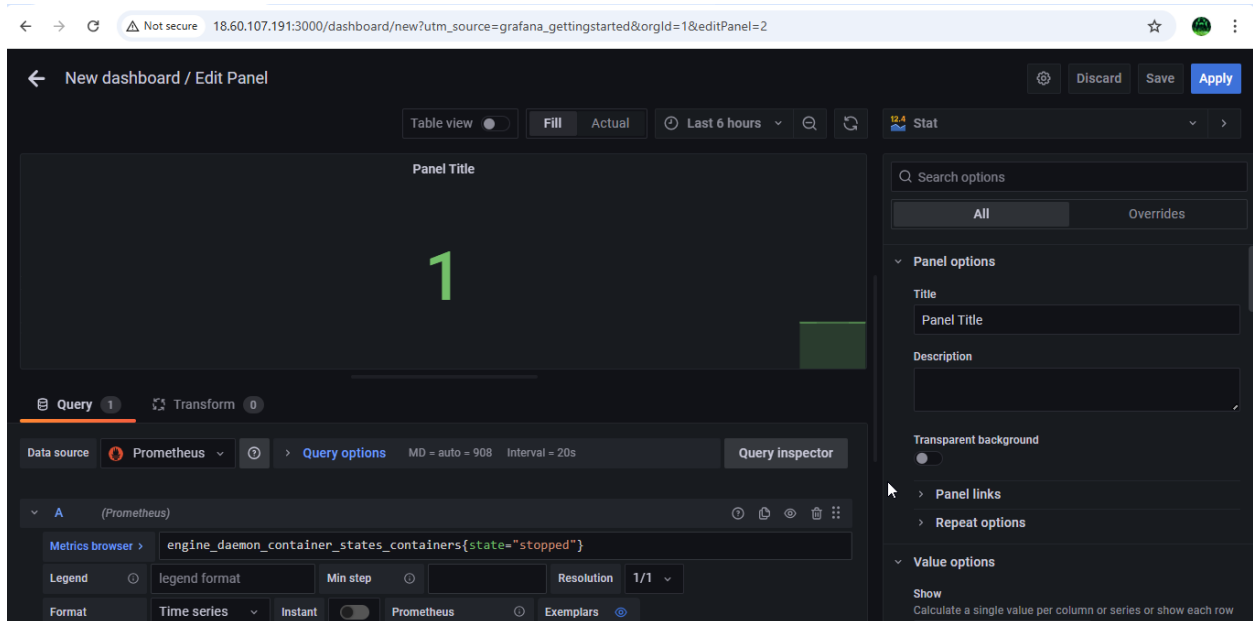 Not secure 18.60.107.191:3000/dashboard/new?utm_source=grafana_gettingstarted&orgId=1&editPanel=2
New dashboard / Edit Panel
Discard Save Apply
Table view Fill Actual Last 6 hours
12.4 Stat
Panel Title
1
Search options
All Overrides
Panel options
Title
Panel Title
Description
Transparent background
Panel links
Repeat options
Value options
Show
Calculate a single value per column or series or show each row
Query 1 Transform 0
Data source Prometheus Query options MD = auto = 908 Interval = 20s Query inspector
A (Prometheus)
Metrics browser > engine_daemon_container_states_containers{state="stopped"}
Legend legend format Min step Resolution 1/1
Format Time series Instant Prometheus Exemplars